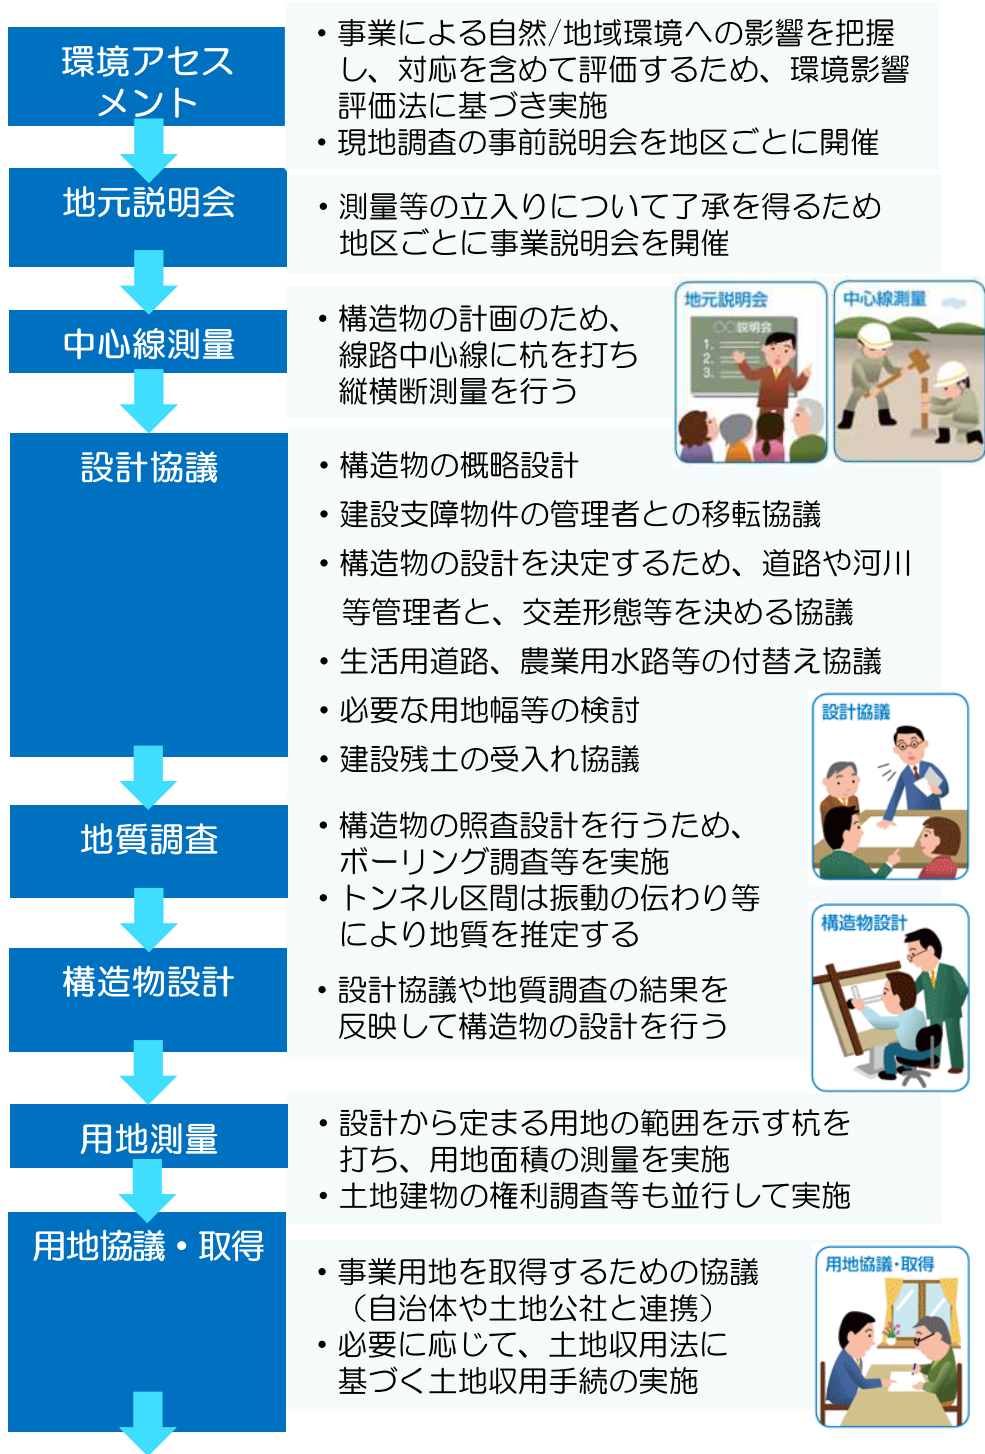 環境アセス
メント
・事業による自然/地域環境への影響を把握
し、対応を含めて評価するため、環境影響
評価法に基づき実施
・現地調査の事前説明会を地区ごとに開催
地元説明会
・測量等の立入りについて了承を得るため
地区ごとに事業説明会を開催
中心線測量
・構造物の計画のため、
線路中心線に杭を打ち
縦横断測量を行う
地元説明会
〇〇説明会
1.
2.
3.
中心線測量
設計協議
・構造物の概略設計
・建設支障物件の管理者との移転協議
・構造物の設計を決定するため、道路や河川
等管理者と、交差形態等を決める協議
・生活用道路、農業用水路等の付替え協議
・必要な用地幅等の検討
・建設残土の受入れ協議
設計協議
地質調査
・構造物の照査設計を行うため、
ボーリング調査等を実施
・トンネル区間は振動の伝わり等
により地質を推定する
構造物設計
・設計協議や地質調査の結果を
反映して構造物の設計を行う
構造物設計
用地測量
・設計から定まる用地の範囲を示す杭を
打ち、用地面積の測量を実施
・土地建物の権利調査等も並行して実施
用地協議・取得
・事業用地を取得するための協議
（自治体や土地公社と連携）
・必要に応じて、土地収用法に
基づく土地収用手続の実施
用地協議・取得